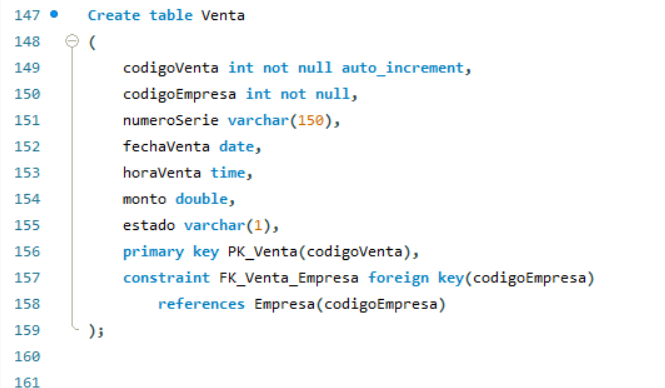 147 Create table Venta
148 (
149 codigoVenta int not null auto_increment,
150 codigoEmpresa int not null,
151 numeroSerie varchar(150),
152 fechaVenta date,
153 horaVenta time,
154 monto double,
155 estado varchar(1),
156 primary key PK_Venta(codigoVenta),
157 constraint FK_Venta_Empresa foreign key(codigoEmpresa)
158 references Empresa(codigoEmpresa)
159 );
160
161